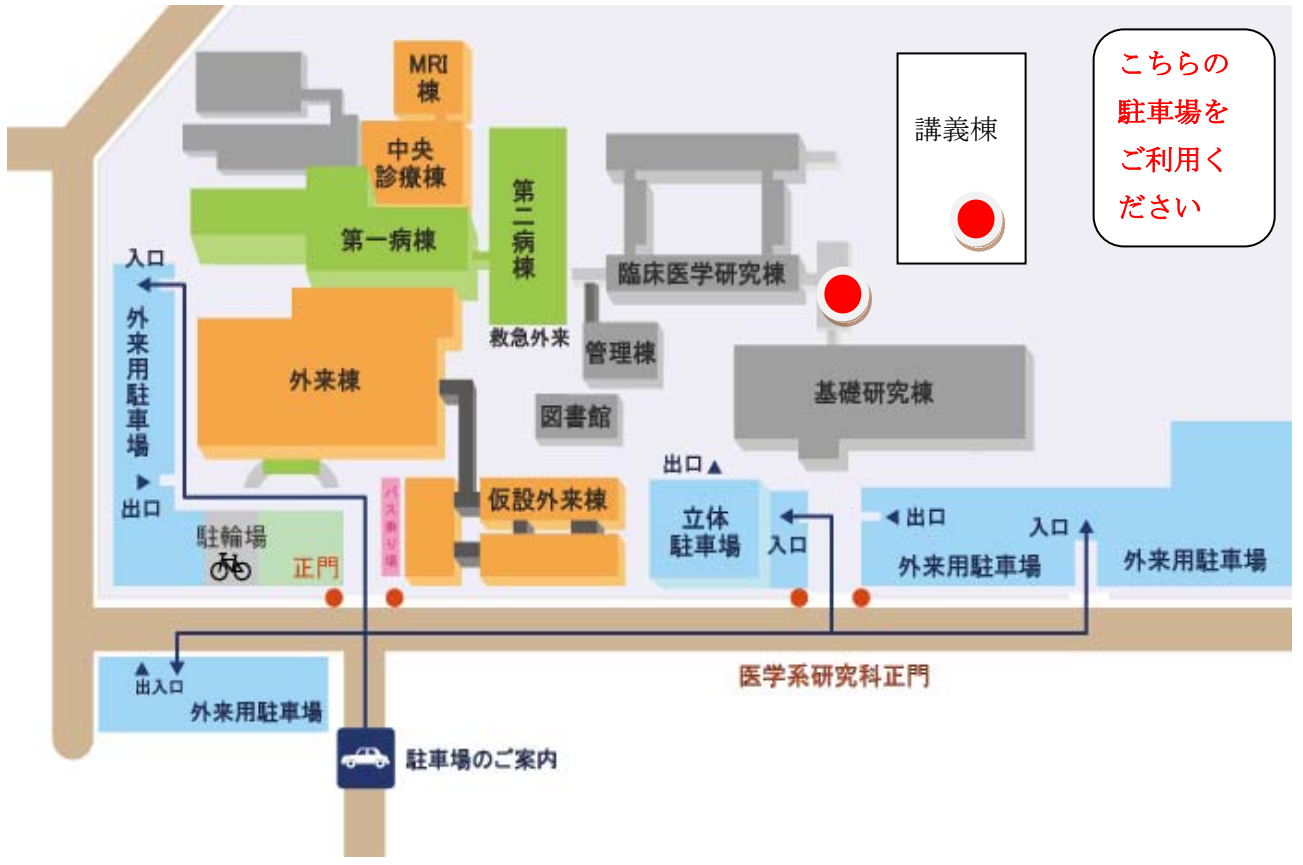 MRI
棟
中央
診療棟
第二病棟
第一病棟
講義棟
こちらの
駐車場を
ご利用く
ださい
入口
外来用駐車場
出口
臨床医学研究棟
救急外来
管理棟
外来棟
図書館
基礎研究棟
駐輪場
正門
バス乗り場
仮設外来棟
出口
立体
駐車場
入口
出口
入口
外来用駐車場
外来用駐車場
医学系研究科正門
出入口
外来用駐車場
駐車場のご案内